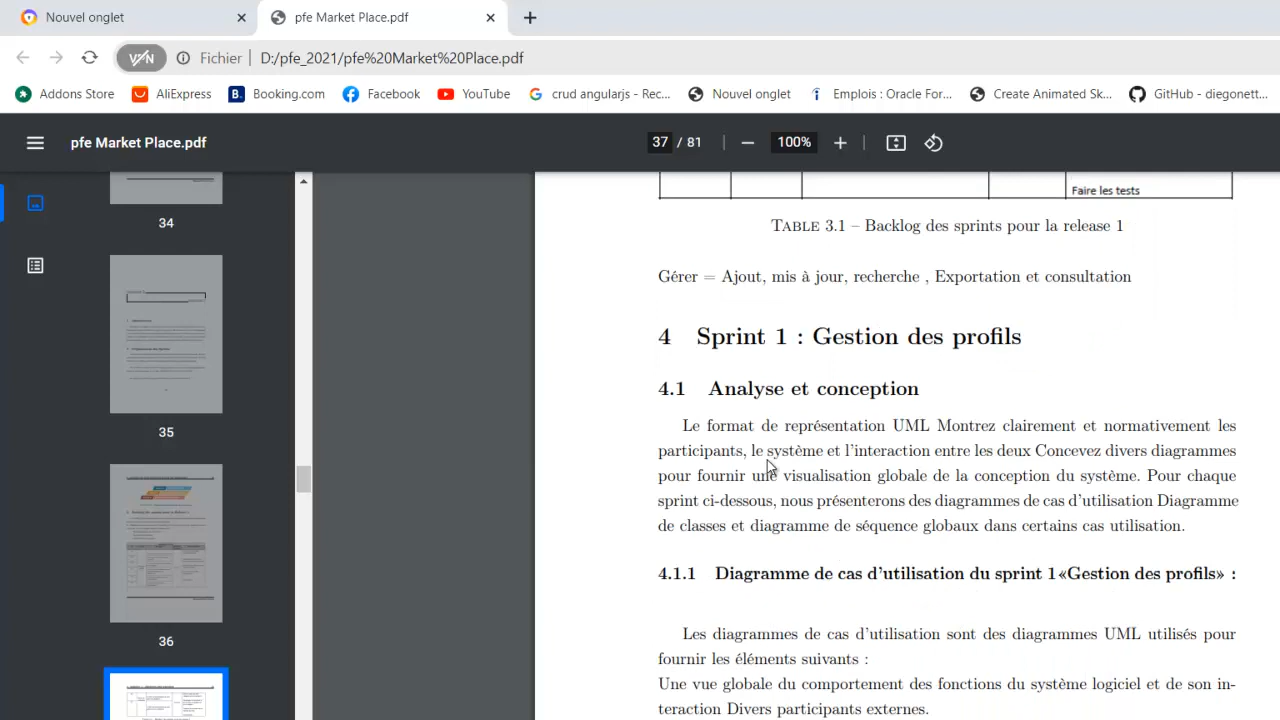 Nouvel onglet
pfe Market Place.pdf
Fichier D:/pfe_2021/pfe%20Market%20Place.pdf
Addons Store AliExpress Booking.com Facebook YouTube crud angularjs - Rec... Nouvel onglet Emplois : Oracle For... Create Animated Sk... GitHub - diegonett...
pfe Market Place.pdf
37 / 81
100%
34
35
36
Faire les tests
TABLE 3.1 – Backlog des sprints pour la release 1
Gérer = Ajout, mis à jour, recherche , Exportation et consultation
4 Sprint 1 : Gestion des profils
4.1 Analyse et conception
Le format de représentation UML Montrez clairement et normativement les
participants, le système et l'interaction entre les deux Concevez divers diagrammes
pour fournir une visualisation globale de la conception du système. Pour chaque
sprint ci-dessous, nous présenterons des diagrammes de cas d'utilisation Diagramme
de classes et diagramme de séquence globaux dans certains cas utilisation.
4.1.1 Diagramme de cas d'utilisation du sprint 1«Gestion des profils» :
Les diagrammes de cas d'utilisation sont des diagrammes UML utilisés pour
fournir les éléments suivants :
Une vue globale du comportement des fonctions du système logiciel et de son in-
teraction Divers participants externes.